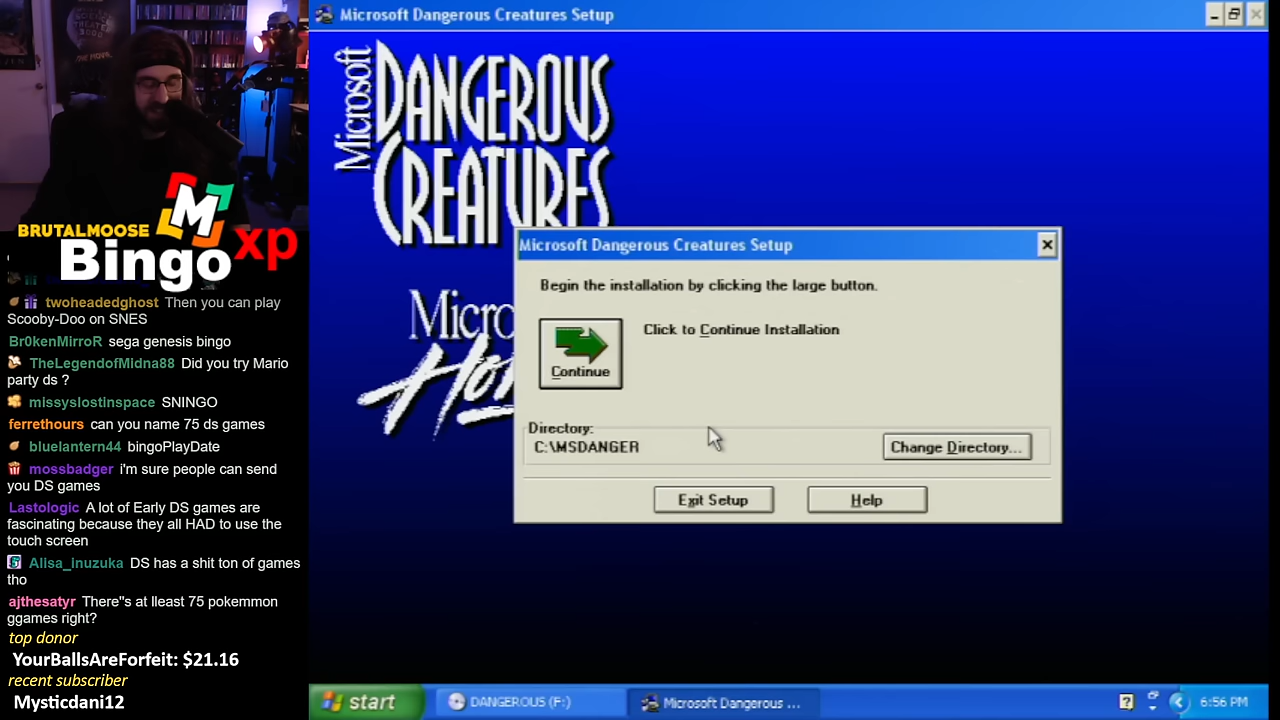 Microsoft Dangerous Creatures Setup
Microsoft
DANGEROUS
CREATURES
BRUTALMOOSE
M
Bingo xp
twoheadedghost Then you can play
Scooby-Doo on SNES
Br0kenMirroR sega genesis bingo
TheLegendofMidna88 Did you try Mario
party ds ?
missyslostinspace SNINGO
ferrethours can you name 75 ds games
bluelantern44 bingoPlayDate
mossbadger i'm sure people can send
you DS games
Lastologic A lot of Early DS games are
fascinating because they all HAD to use the
touch screen
Alisa_inuzuka DS has a shit ton of games
tho
ajthesatyr There"s at lleast 75 pokemmon
ggames right?
top donor
YourBallsAreForfeit: $21.16
recent subscriber
Mysticdani12
Micro
Hom
Microsoft Dangerous Creatures Setup
Begin the installation by clicking the large button.
Continue
Click to Continue Installation
Directory:
C:\MSDANGER
Change Directory...
Exit Setup
Help
start
DANGEROUS (F:)
Microsoft Dangerous ...
6:56 PM